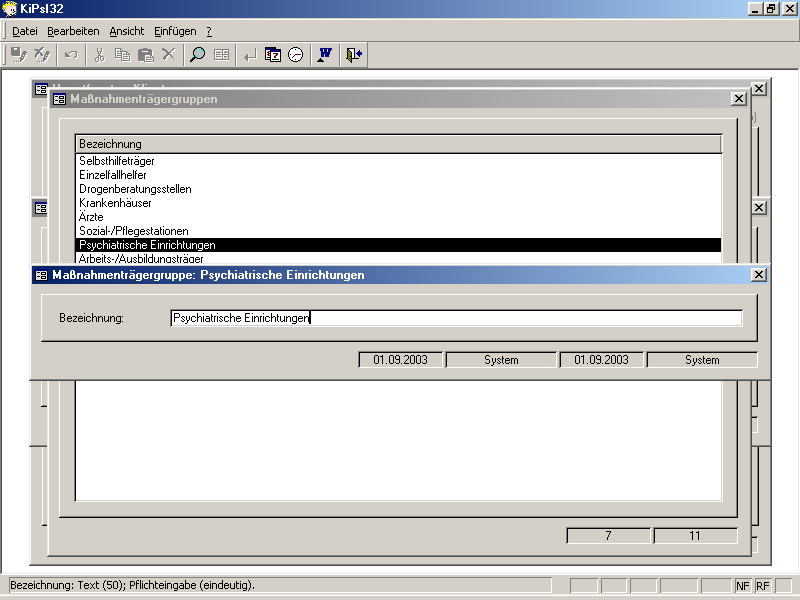 KiPsI32
Datei Bearbeiten Ansicht Einfügen ?
Maßnahmenträgergruppen
Bezeichnung
Selbsthilfeträger
Einzelfallhelfer
Drogenberatungsstellen
Krankenhäuser
Ärzte
Sozial-/Pflegestationen
Psychiatrische Einrichtungen
Arbeits-/Ausbildungsträger
Maßnahmenträgergruppe: Psychiatrische Einrichtungen
Bezeichnung: Psychiatrische Einrichtungen
01.09.2003 System 01.09.2003 System
7 11
Bezeichnung: Text (50); Pflichteingabe (eindeutig). NF RF